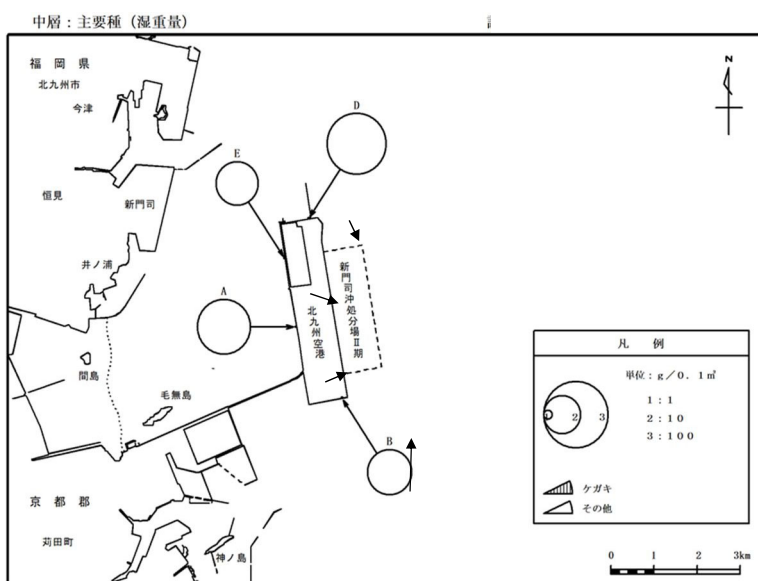 中層：主要種（湿重量）
福岡県
北九州市
今津
恒見
新門司
井ノ浦
間島
毛無島
京都郡
苅田町
神ノ島
D
E
A
B
北九州空港
新門司沖処分場Ⅱ期
N
凡　例
単位：g／0．1㎡
1：1
2：10
3：100
1 2 3
ケガキ
その他
0 1 2 3km